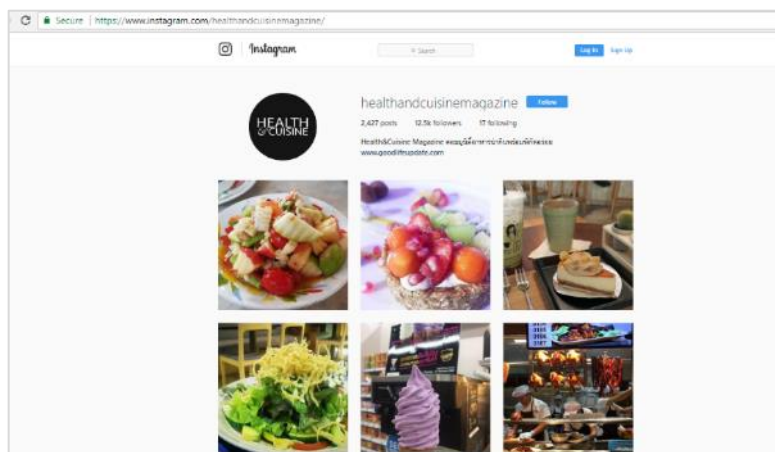 Secure | https://www.instagram.com/healthandcuisinemagazine/
Instagram
Search
Log In Sign Up
HEALTH
&CUISINE
healthandcuisinemagazine Follow
2,427 posts 12.5k followers 17 following
Health&Cuisine Magazine
www.goodlifeupdate.com